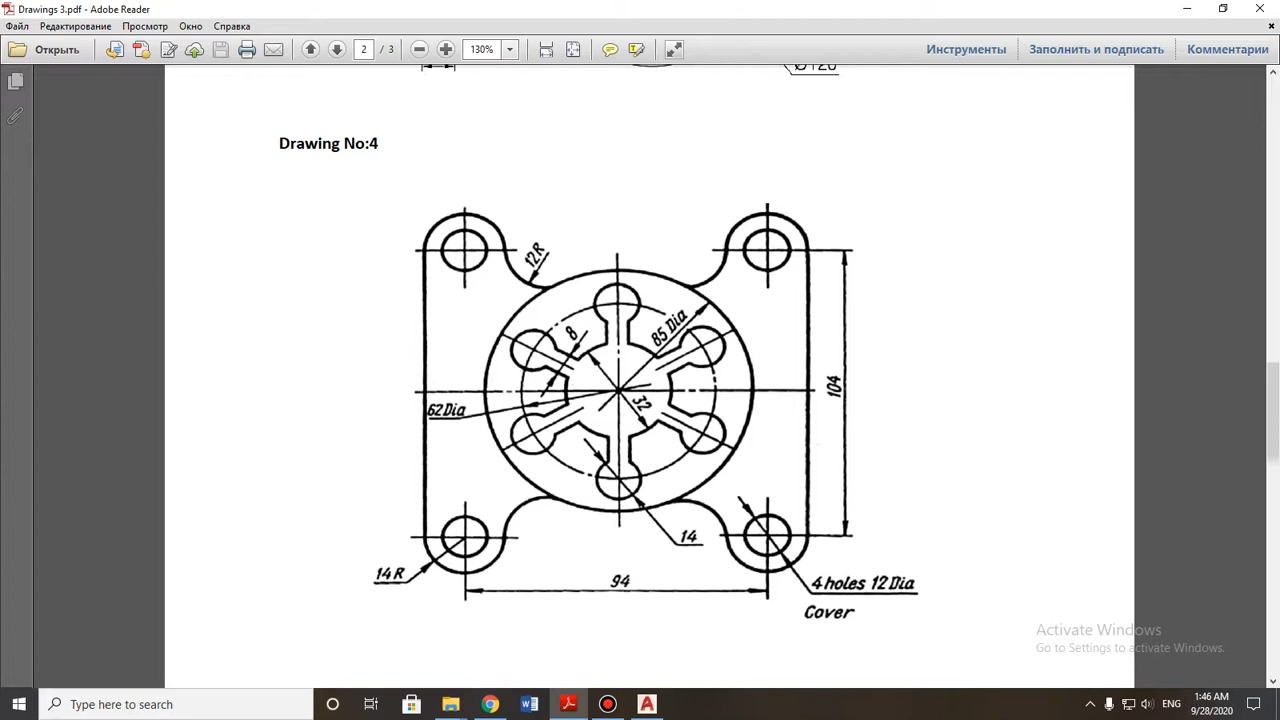 Drawings 3.pdf - Adobe Reader
Файл Редактирование Просмотр Окно Справка
Открыть 2 / 3 130% Инструменты Заполнить и подписать Комментарии
Drawing No:4
12R
8
85 Dia
104
62 Dia
32
14
14 R
94
4 holes 12 Dia
Cover
Activate Windows
Go to Settings to activate Windows.
Type here to search
ENG
1:46 AM
9/28/2020